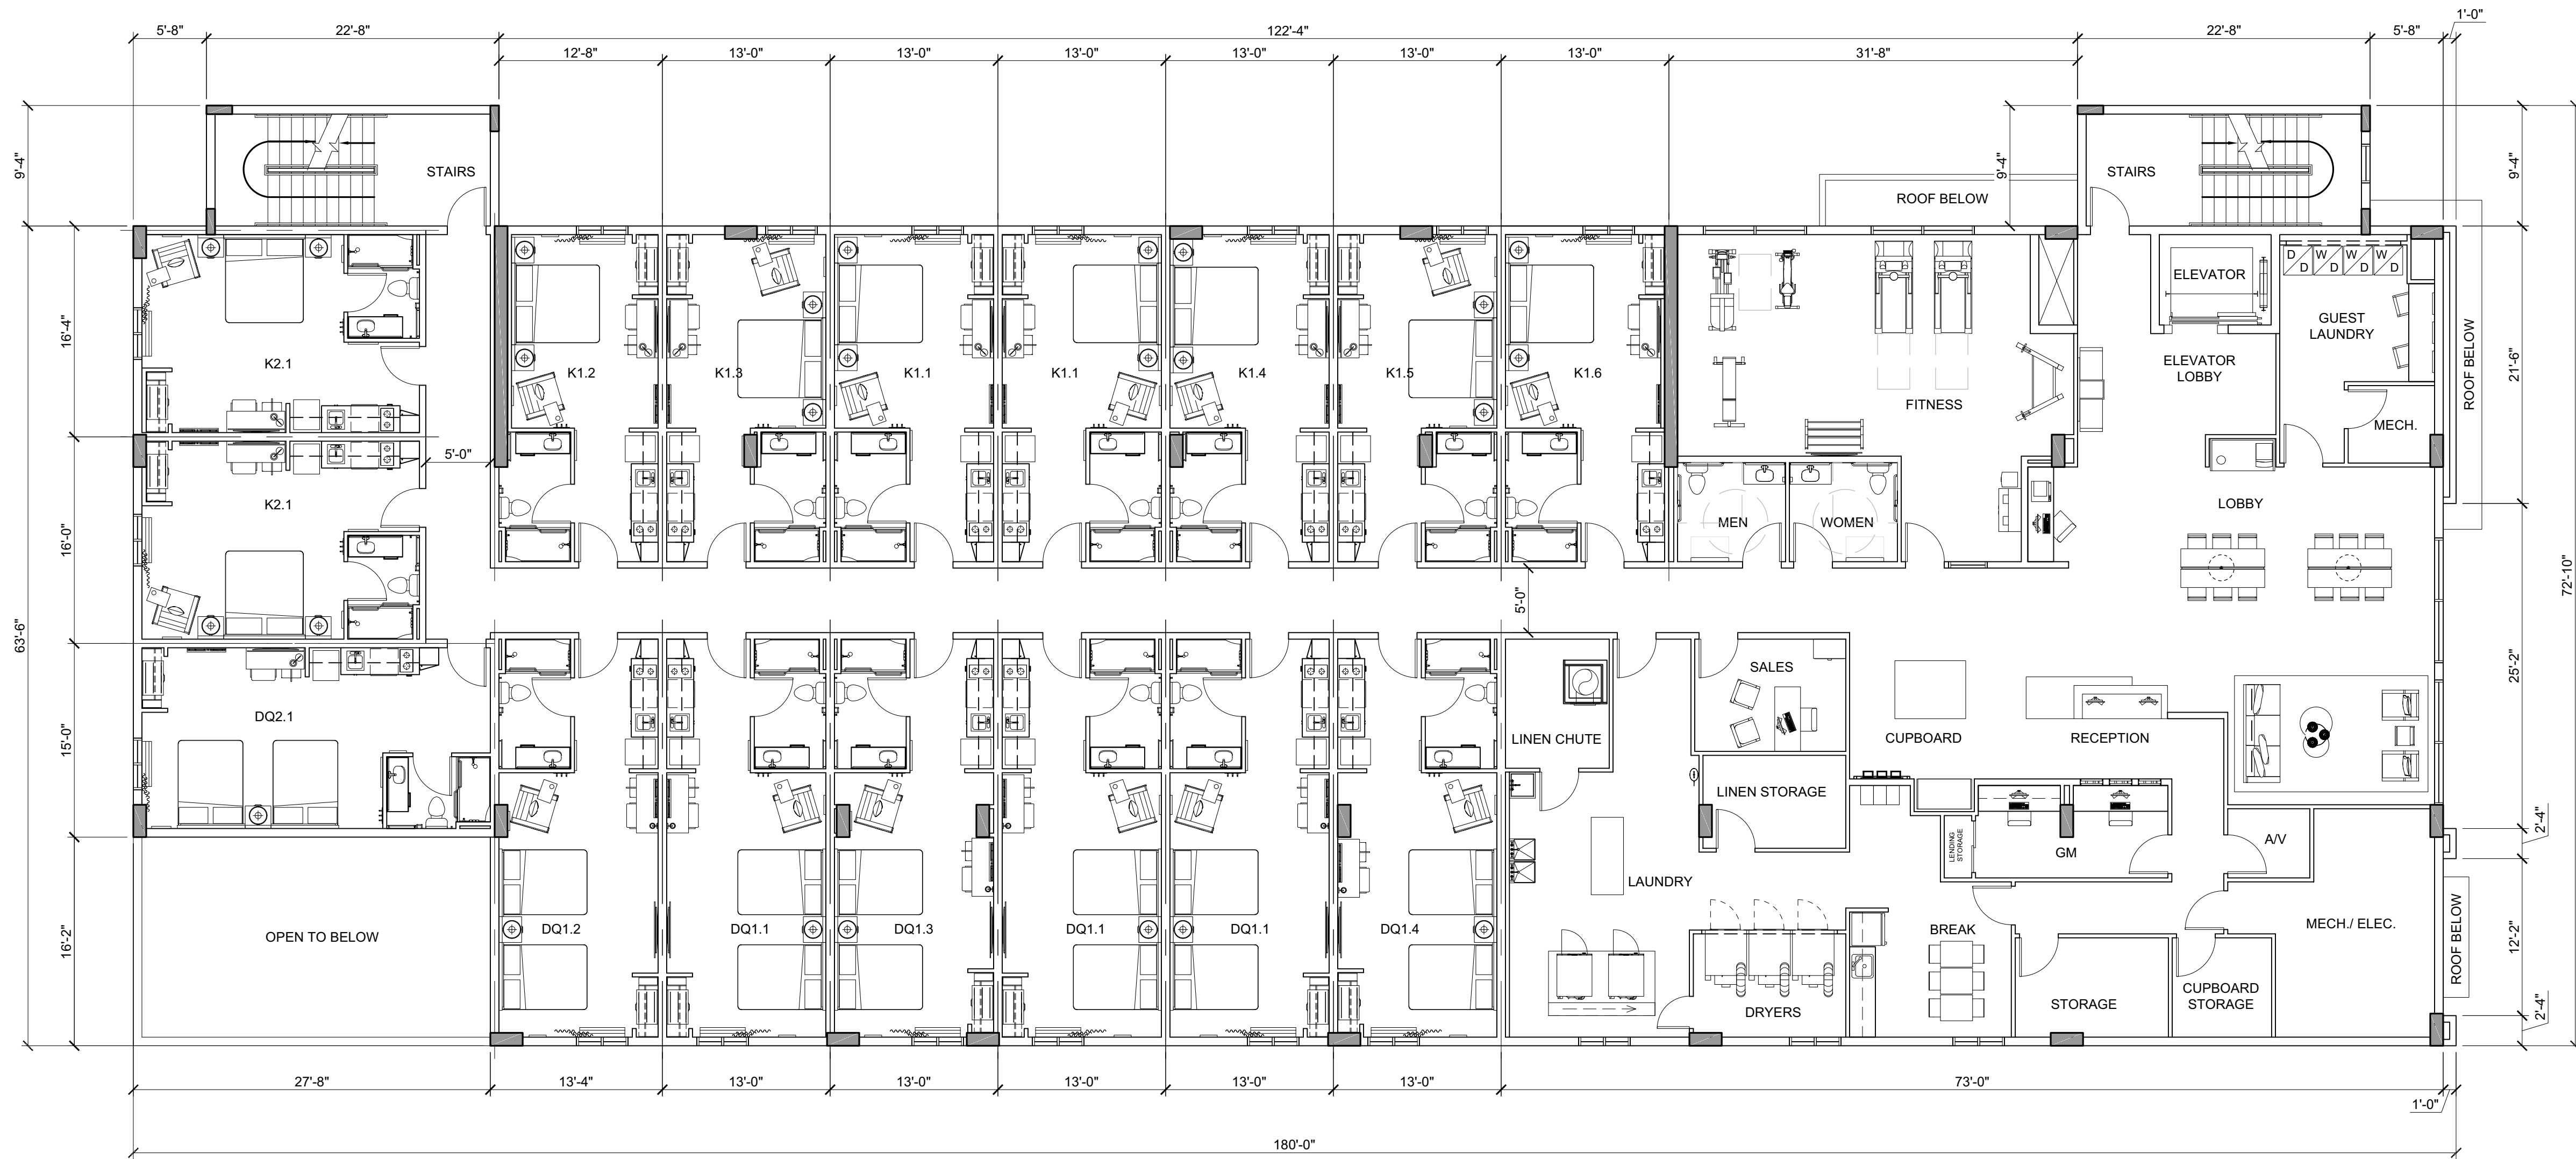 1'-0"
5'-8"
22'-8"
122'-4"
22'-8"
5'-8"
12'-8"
13'-0"
13'-0"
13'-0"
13'-0"
13'-0"
13'-0"
31'-8"
9'-4"
9'-4"
9'-4"
STAIRS
STAIRS
ROOF BELOW
ELEVATOR
D
D
W
D
W
D
W
D
GUEST
LAUNDRY
16'-4"
ROOF BELOW
21'-6"
K2.1
K1.2
K1.3
K1.1
K1.1
K1.4
K1.5
K1.6
ELEVATOR
LOBBY
FITNESS
MECH.
5'-0"
K2.1
LOBBY
MEN
WOMEN
16'-0"
72'-10"
63'-6"
5'-0"
25'-2"
SALES
DQ2.1
15'-0"
LINEN CHUTE
CUPBOARD
RECEPTION
LINEN STORAGE
2'-4"
LENDING
STORAGE
GM
A/V
LAUNDRY
OPEN TO BELOW
16'-2"
DQ1.2
DQ1.1
DQ1.3
DQ1.1
DQ1.1
DQ1.4
BREAK
MECH./ ELEC.
ROOF BELOW
12'-2"
CUPBOARD
STORAGE
STORAGE
DRYERS
2'-4"
27'-8"
13'-4"
13'-0"
13'-0"
13'-0"
13'-0"
13'-0"
73'-0"
1'-0"
180'-0"